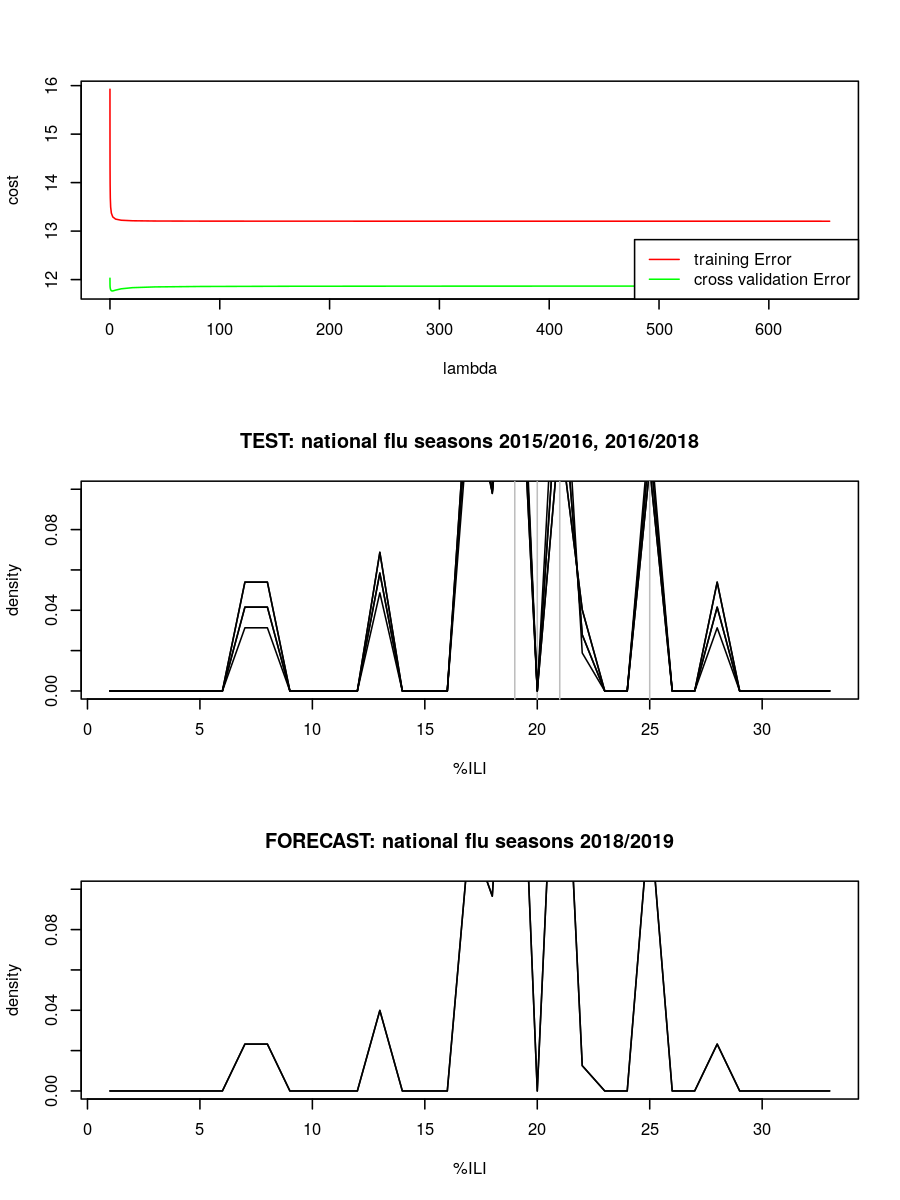 16
15
14
13
12
cost
training Error
cross validation Error
0 100 200 300 400 500 600
lambda
TEST: national flu seasons 2015/2016, 2016/2018
0.08
0.04
0.00
density
0 5 10 15 20 25 30
%ILI
FORECAST: national flu seasons 2018/2019
0.08
0.04
0.00
density
0 5 10 15 20 25 30
%ILI